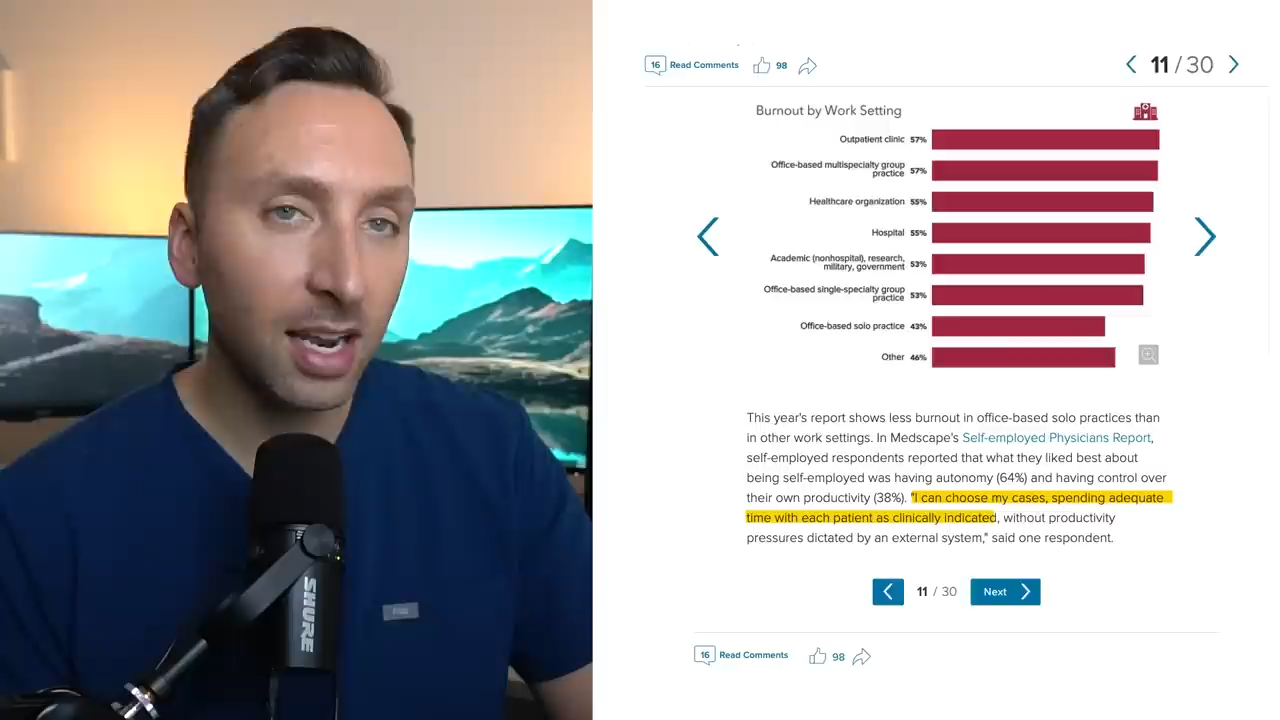 16 Read Comments 98
11 / 30
Burnout by Work Setting
Outpatient clinic 57%
Office-based multispecialty group
practice 57%
Healthcare organization 55%
Hospital 55%
Academic (nonhospital), research,
military, government 53%
Office-based single-specialty group
practice 53%
Office-based solo practice 43%
Other 46%
This year's report shows less burnout in office-based solo practices than
in other work settings. In Medscape's Self-employed Physicians Report,
self-employed respondents reported that what they liked best about
being self-employed was having autonomy (64%) and having control over
their own productivity (38%). "I can choose my cases, spending adequate
time with each patient as clinically indicated, without productivity
pressures dictated by an external system," said one respondent.
11 / 30 Next
16 Read Comments 98
SHURE